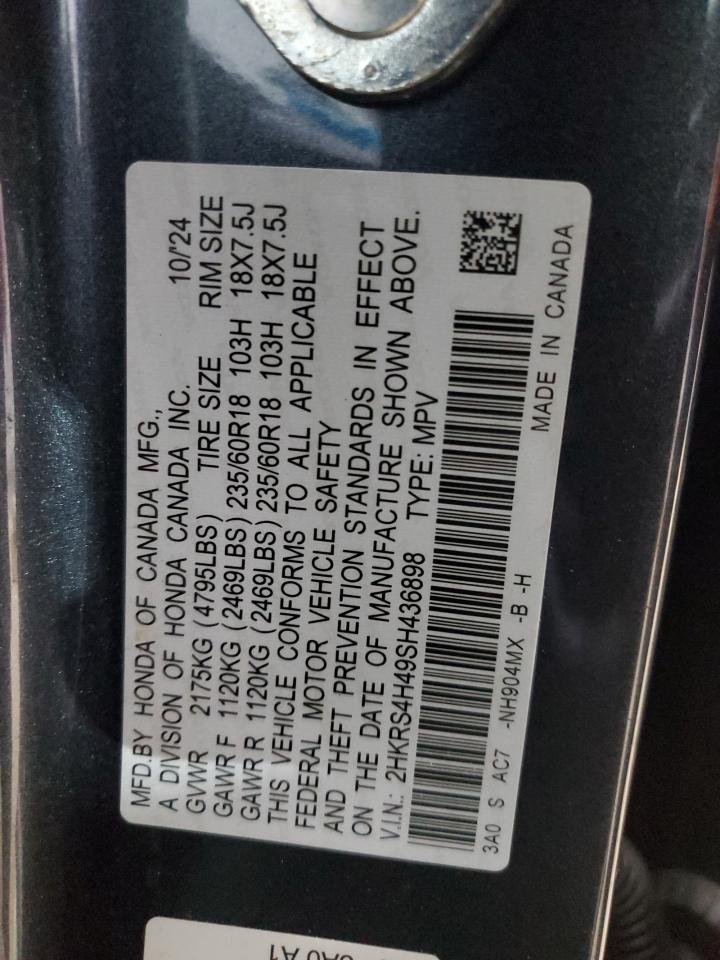 MFD.BY HONDA OF CANADA MFG.,
A DIVISION OF HONDA CANADA INC. 10/'24
GVWR 2175KG (4795LBS) TIRE SIZE RIM SIZE
GAWR F 1120KG (2469LBS) 235/60R18 103H 18X7.5J
GAWR R 1120KG (2469LBS) 235/60R18 103H 18X7.5J
THIS VEHICLE CONFORMS TO ALL APPLICABLE
FEDERAL MOTOR VEHICLE SAFETY
AND THEFT PREVENTION STANDARDS IN EFFECT
ON THE DATE OF MANUFACTURE SHOWN ABOVE.
V.I.N.: 2HKRS4H49SH436898 TYPE: MPV
3A0 S AC7 -NH904MX -B -H
MADE IN CANADA